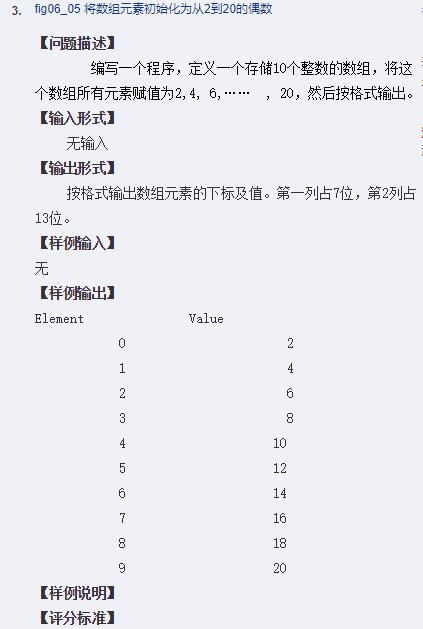 3. fig06_05 将数组元素初始化为从2到20的偶数
【问题描述】
编写一个程序，定义一个存储10个整数的数组，将这
个数组所有元素赋值为2,4, 6,…… , 20，然后按格式输出。
【输入形式】
无输入
【输出形式】
按格式输出数组元素的下标及值。第一列占7位，第2列占
13位。
【样例输入】
无
【样例输出】
Element Value
0 2
1 4
2 6
3 8
4 10
5 12
6 14
7 16
8 18
9 20
【样例说明】
【评分标准】